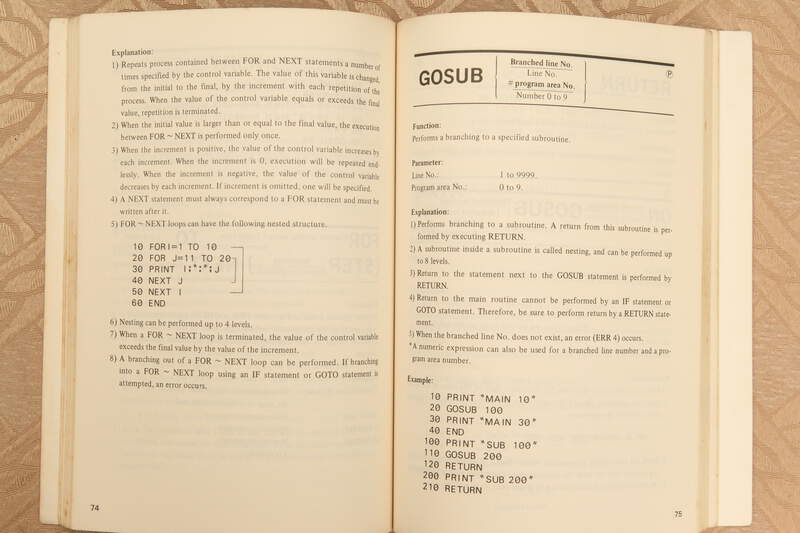 Explanation:
1) Repeats process contained between FOR and NEXT statements a number of
times specified by the control variable. The value of this variable is changed,
from the initial to the final, by the increment with each repetition of the
process. When the value of the control variable equals or exceeds the final
value, repetition is terminated.
2) When the initial value is larger than or equal to the final value, the execution
between FOR ~ NEXT is performed only once.
3) When the increment is positive, the value of the control variable increases by
each increment. When the increment is 0, execution will be repeated end-
lessly. When the increment is negative, the value of the control variable
decreases by each increment. If increment is omitted, one will be specified.
4) A NEXT statement must always correspond to a FOR statement and must be
written after it.
5) FOR ~ NEXT loops can have the following nested structure.
10 FOR I=1 TO 10
20 FOR J=11 TO 20
30 PRINT I;":";J
40 NEXT J
50 NEXT I
60 END
6) Nesting can be performed up to 4 levels.
7) When a FOR ~ NEXT loop is terminated, the value of the control variable
exceeds the final value by the value of the increment.
8) A branching out of a FOR ~ NEXT loop can be performed. If branching
into a FOR ~ NEXT loop using an IF statement or GOTO statement is
attempted, an error occurs.
74
GOSUB
Branched line No.
Line No.
# program area No.
Number 0 to 9
P
Function:
Performs a branching to a specified subroutine.
Parameter:
Line No.: 1 to 9999.
Program area No.: 0 to 9.
Explanation:
1) Performs branching to a subroutine. A return from this subroutine is per-
formed by executing RETURN.
2) A subroutine inside a subroutine is called nesting, and can be performed up
to 8 levels.
3) Return to the statement next to the GOSUB statement is performed by
RETURN.
4) Return to the main routine cannot be performed by an IF statement or
GOTO statement. Therefore, be sure to perform return by a RETURN state-
ment.
5) When the branched line No. does not exist, an error (ERR 4) occurs.
*A numeric expression can also be used for a branched line number and a pro-
gram area number.
Example:
10 PRINT "MAIN 10"
20 GOSUB 100
30 PRINT "MAIN 30"
40 END
100 PRINT "SUB 100"
110 GOSUB 200
120 RETURN
200 PRINT "SUB 200"
210 RETURN
75